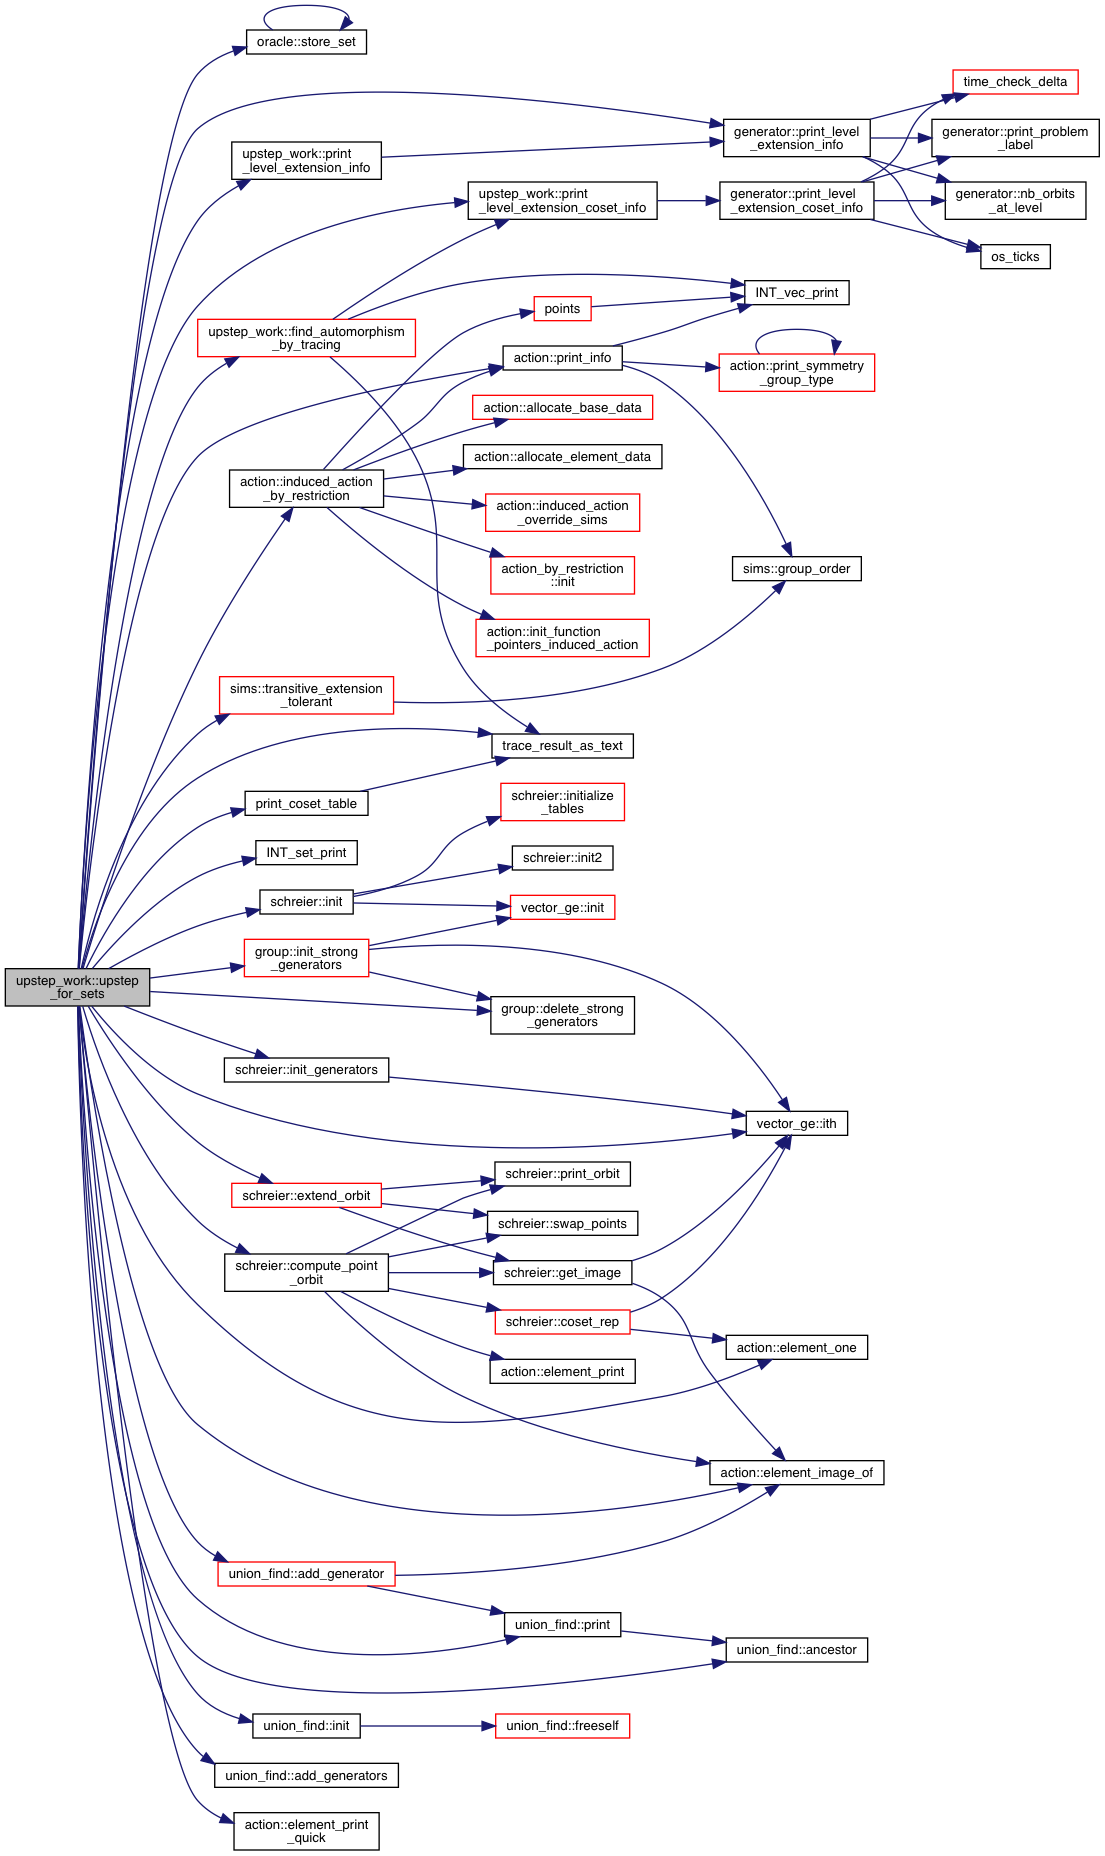 oracle::store_set
time_check_delta
generator::print_level
_extension_info
generator::print_problem
_label
upstep_work::print
_level_extension_info
upstep_work::print
_level_extension_coset_info
generator::print_level
_extension_coset_info
generator::nb_orbits
_at_level
os_ticks
INT_vec_print
points
upstep_work::find_automorphism
_by_tracing
action::print_info
action::print_symmetry
_group_type
action::allocate_base_data
action::allocate_element_data
action::induced_action
_by_restriction
action::induced_action
_override_sims
action_by_restriction
::init
sims::group_order
action::init_function
_pointers_induced_action
sims::transitive_extension
_tolerant
trace_result_as_text
print_coset_table
schreier::initialize
_tables
INT_set_print
schreier::init2
schreier::init
vector_ge::init
group::init_strong
_generators
upstep_work::upstep
_for_sets
group::delete_strong
_generators
schreier::init_generators
vector_ge::ith
schreier::print_orbit
schreier::extend_orbit
schreier::swap_points
schreier::compute_point
_orbit
schreier::get_image
schreier::coset_rep
action::element_one
action::element_print
action::element_image_of
union_find::add_generator
union_find::print
union_find::ancestor
union_find::init
union_find::freeself
union_find::add_generators
action::element_print
_quick